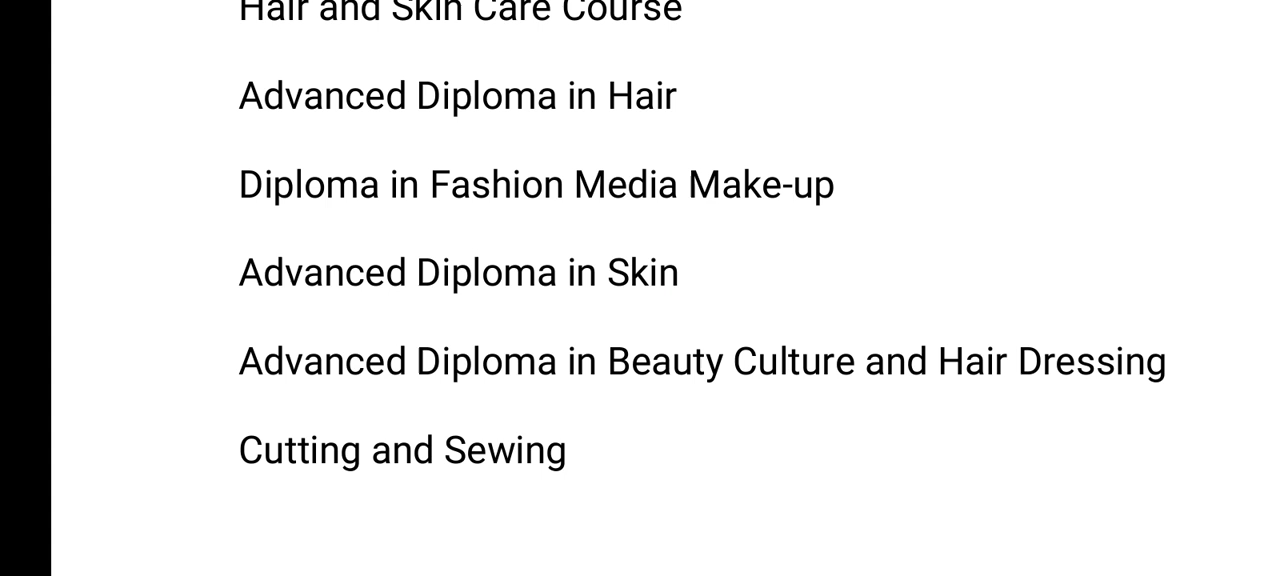 Hair and Skin Care Course
Advanced Diploma in Hair
Diploma in Fashion Media Make-up
Advanced Diploma in Skin
Advanced Diploma in Beauty Culture and Hair Dressing
Cutting and Sewing